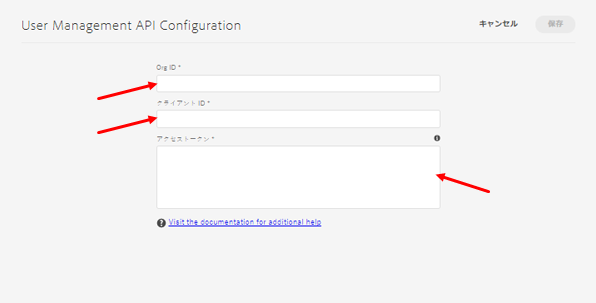 User Management API Configuration
キャンセル
保存
Org ID *
クライアント ID *
アクセストークン *
Visit the documentation for additional help